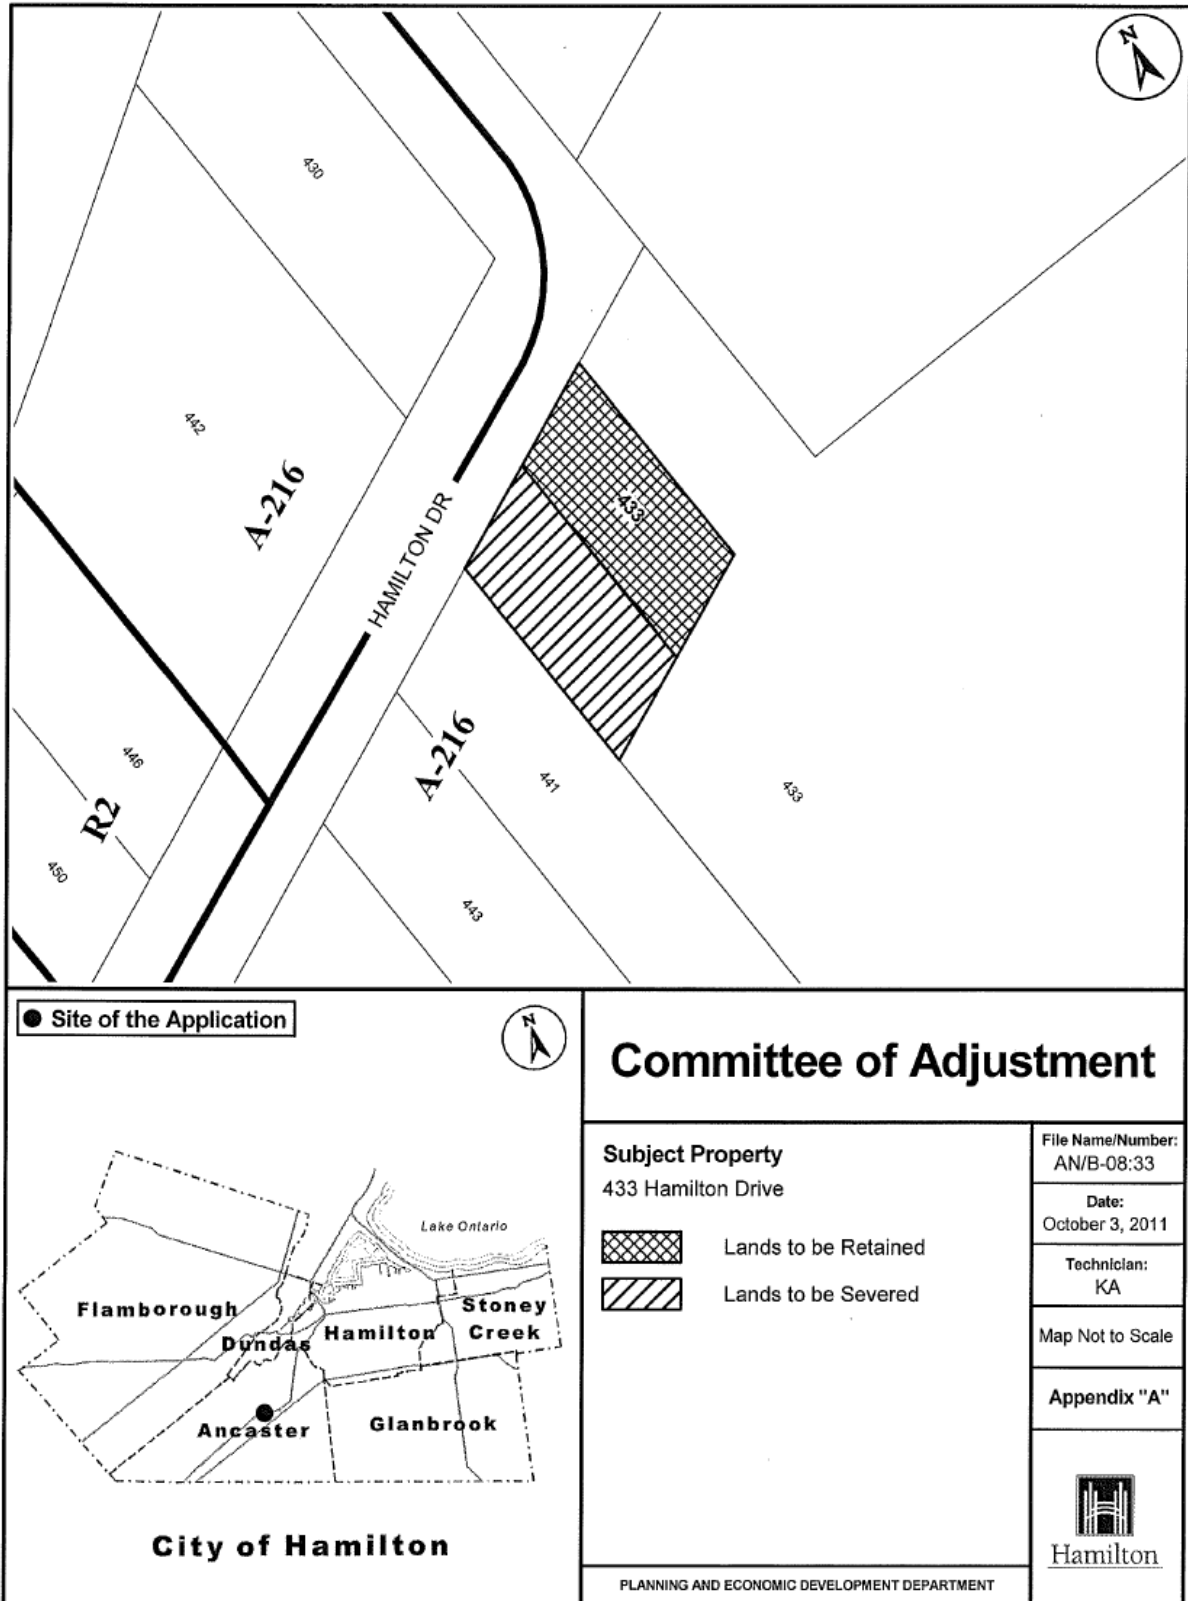 N
430
442
A-216
HAMILTON DR
433
A-216
446
R2
441
433
450
443
Site of the Application
N
Lake Ontario
Flamborough
Stoney
Creek
Hamilton
Dundas
Ancaster
Glanbrook
City of Hamilton
Committee of Adjustment
Subject Property
433 Hamilton Drive
Lands to be Retained
Lands to be Severed
File Name/Number:
AN/B-08:33
Date:
October 3, 2011
Technician:
KA
Map Not to Scale
Appendix "A"
Hamilton
PLANNING AND ECONOMIC DEVELOPMENT DEPARTMENT